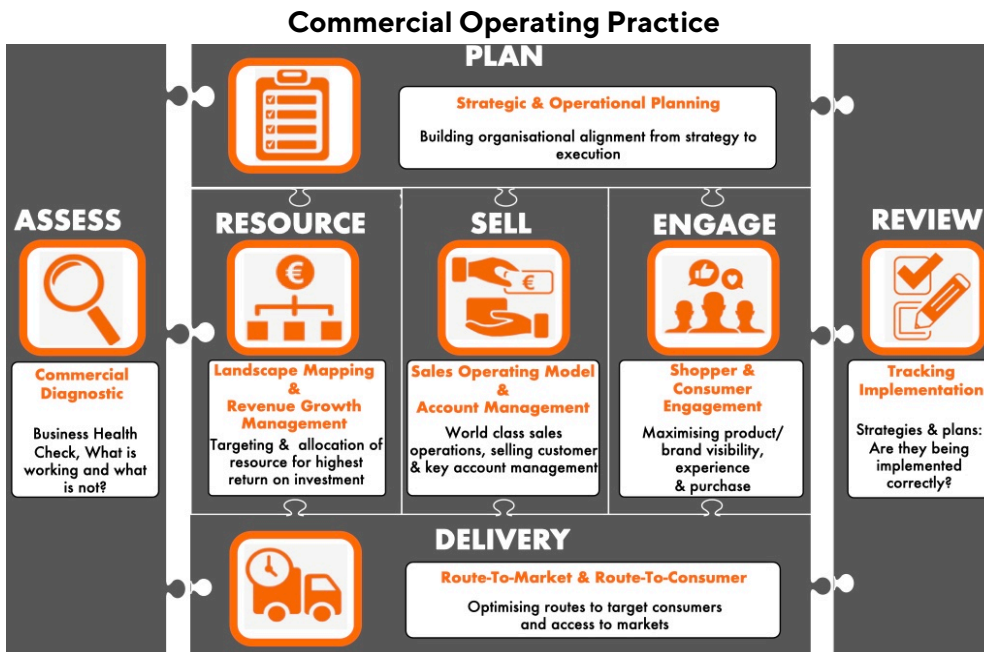 Commercial Operating Practice
PLAN
Strategic & Operational Planning
Building organisational alignment from strategy to
execution
ASSESS
Commercial
Diagnostic
Business Health
Check, What is
working and what
is not?
RESOURCE
€
Landscape Mapping
&
Revenue Growth
Management
Targeting & allocation of
resource for highest
return on investment
SELL
€
Sales Operating Model
&
Account Management
World class sales
operations, selling customer
& key account management
ENGAGE
Shopper &
Consumer
Engagement
Maximising product/
brand visibility,
experience
& purchase
REVIEW
Tracking
Implementation
Strategies & plans:
Are they being
implemented
correctly?
DELIVERY
Route-To-Market & Route-To-Consumer
Optimising routes to target consumers
and access to markets